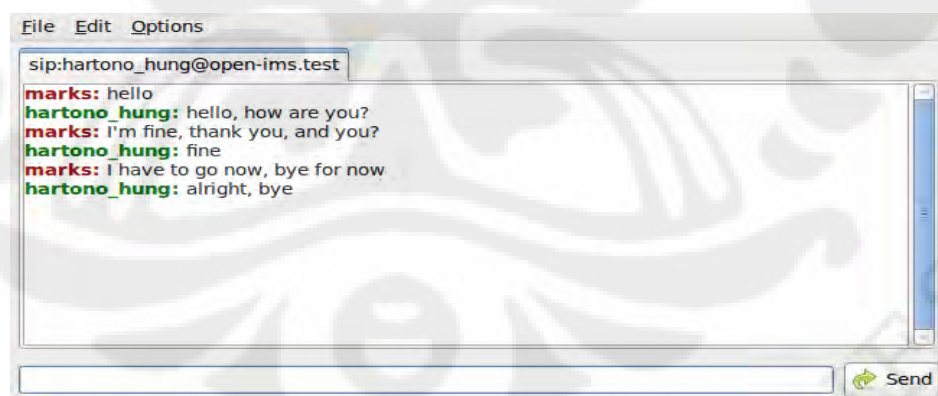 File Edit Options
sip:hartono_hung@open-ims.test
marks: hello
hartono_hung: hello, how are you?
marks: I'm fine, thank you, and you?
hartono_hung: fine
marks: I have to go now, bye for now
hartono_hung: alright, bye
Send